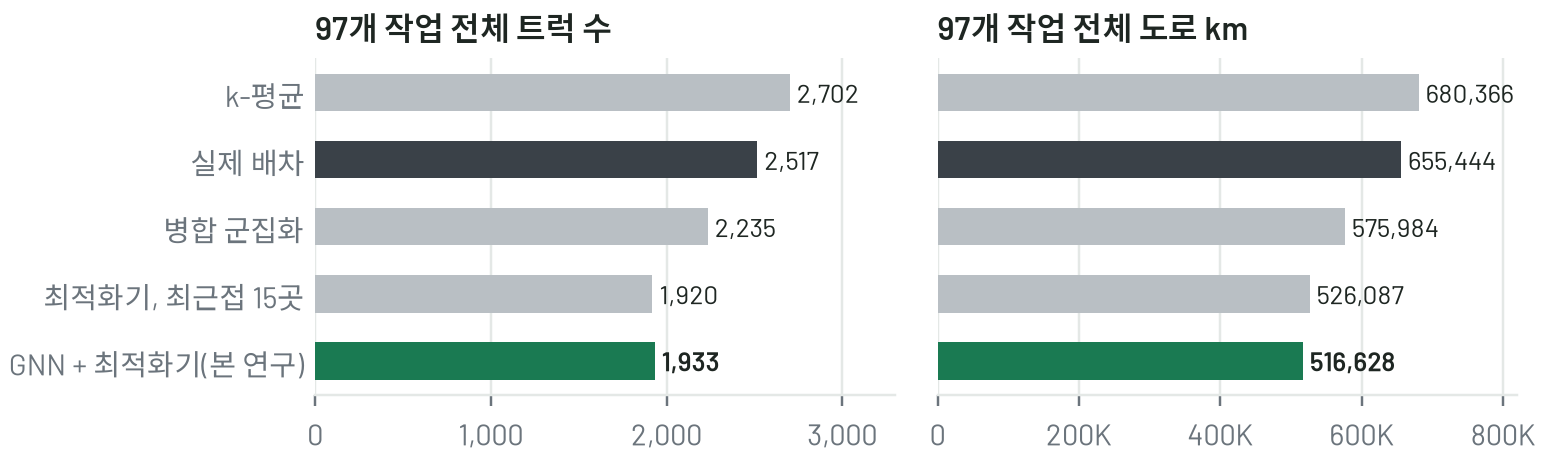 97개 작업 전체 트럭 수
k-평균 2,702
실제 배차 2,517
병합 군집화 2,235
최적화기, 최근접 15곳 1,920
GNN + 최적화기(본 연구) 1,933
0 1,000 2,000 3,000
97개 작업 전체 도로 km
680,366
655,444
575,984
526,087
516,628
0 200K 400K 600K 800K